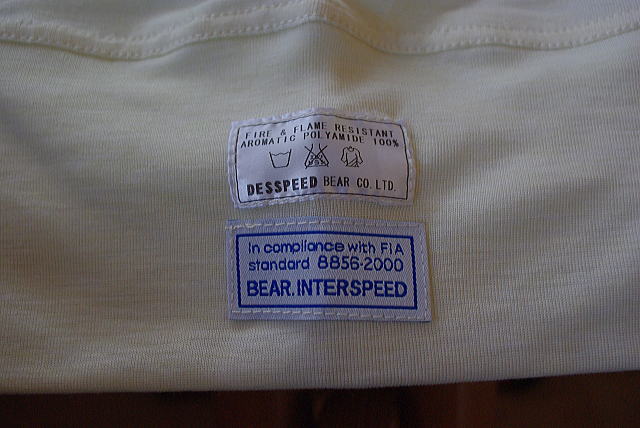 FIRE & FLAME RESISTANT
AROMATIC POLYAMIDE 100%
DESSPEED BEAR CO. LTD.
In compliance with FIA
standard 8856-2000
BEAR.INTERSPEED